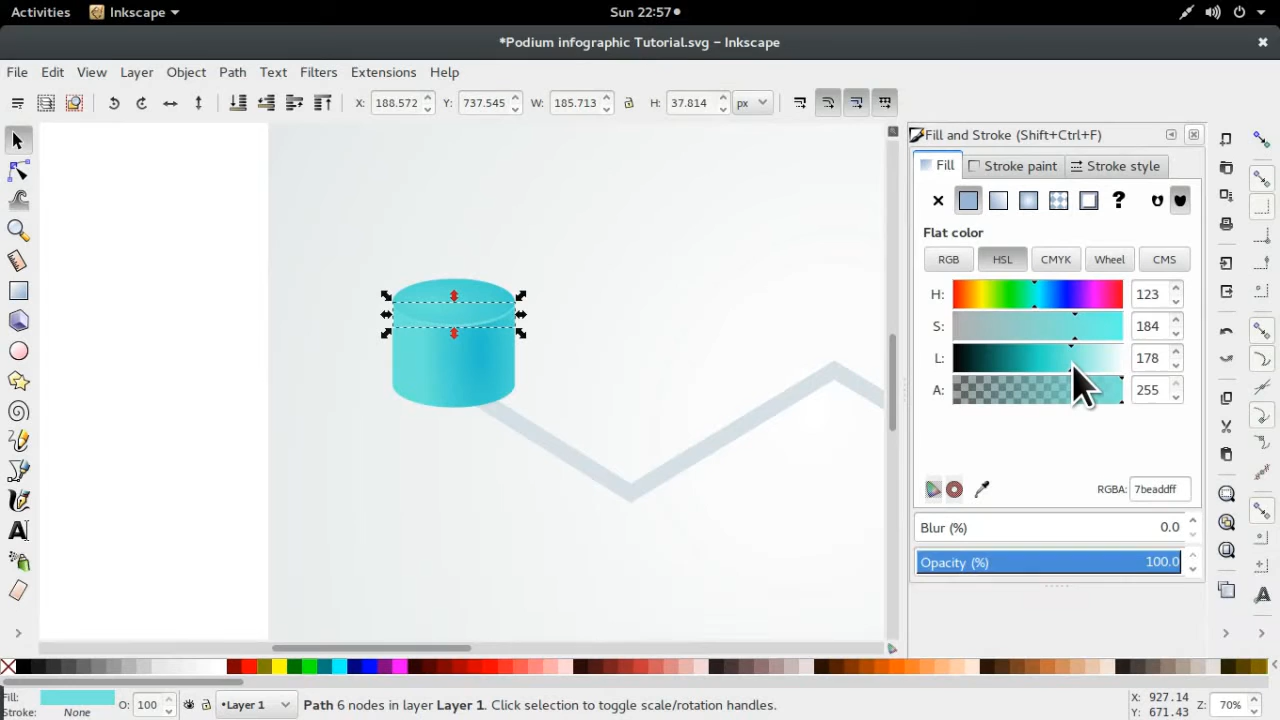 Activities Inkscape Sun 22:57
*Podium infographic Tutorial.svg - Inkscape
File Edit View Layer Object Path Text Filters Extensions Help
X: 188.572 Y: 737.545 W: 185.713 H: 37.814 px
Fill and Stroke (Shift+Ctrl+F)
Fill Stroke paint Stroke style
?
Flat color
RGB HSL CMYK Wheel CMS
H: 123
S: 184
L: 178
A: 255
RGBA: 7beaddff
Blur (%) 0.0
Opacity (%) 100.0
Fill: O: 100 •Layer 1 Path 6 nodes in layer Layer 1. Click selection to toggle scale/rotation handles. X: 927.14 Z: 70%
Stroke: None Y: 671.43